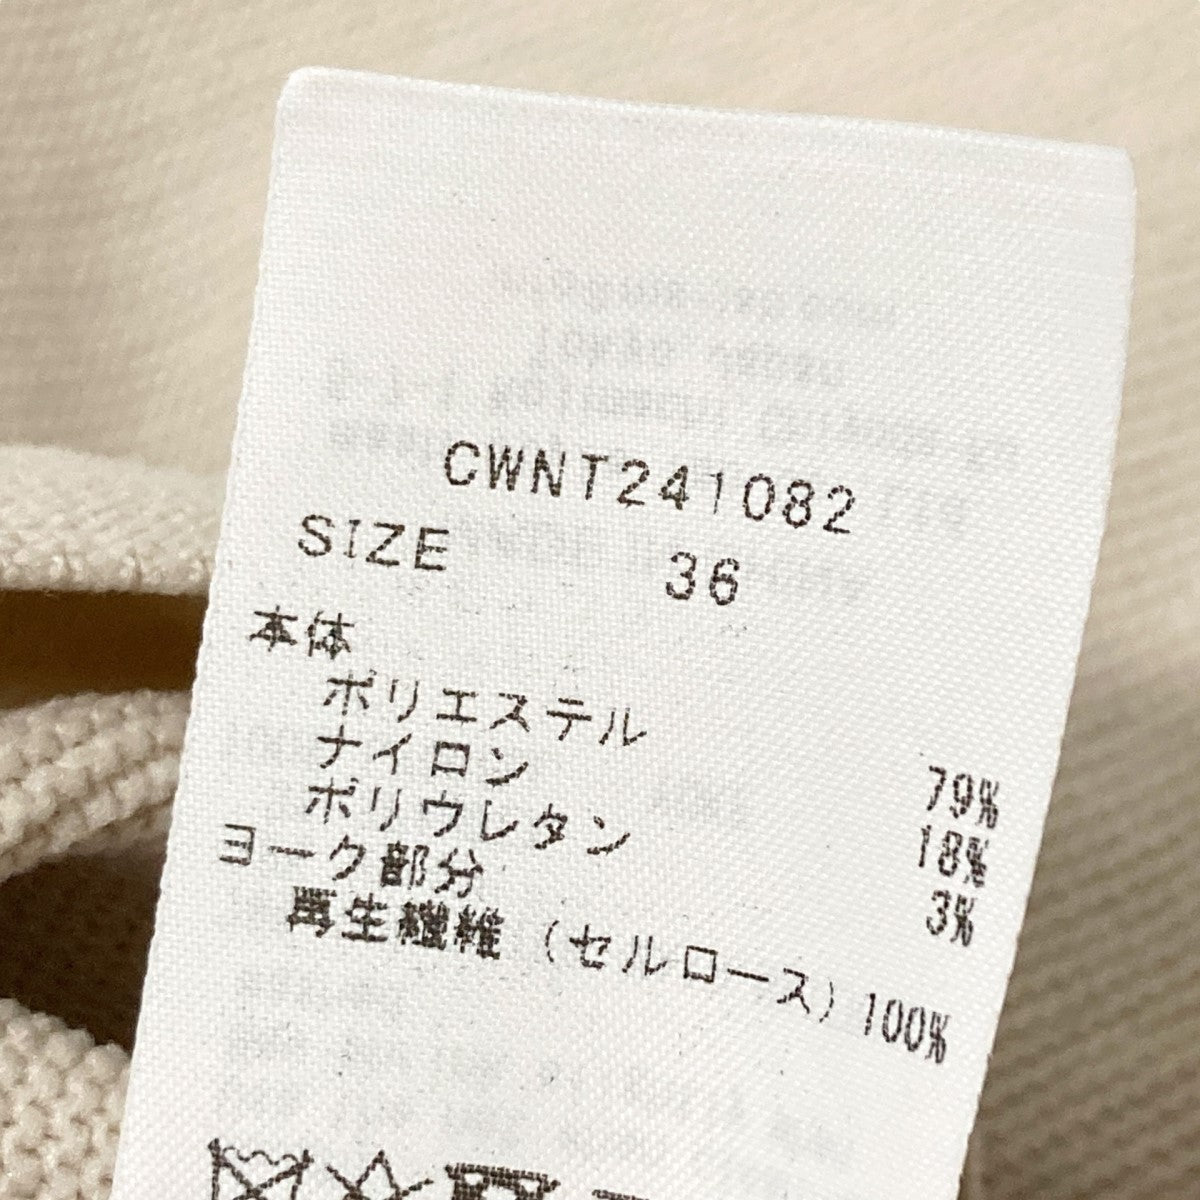 CWNT241082
SIZE 36
本体
ポリエステル 79%
ナイロン 18%
ポリウレタン 3%
ヨーク部分
再生繊維(セルロース)100%